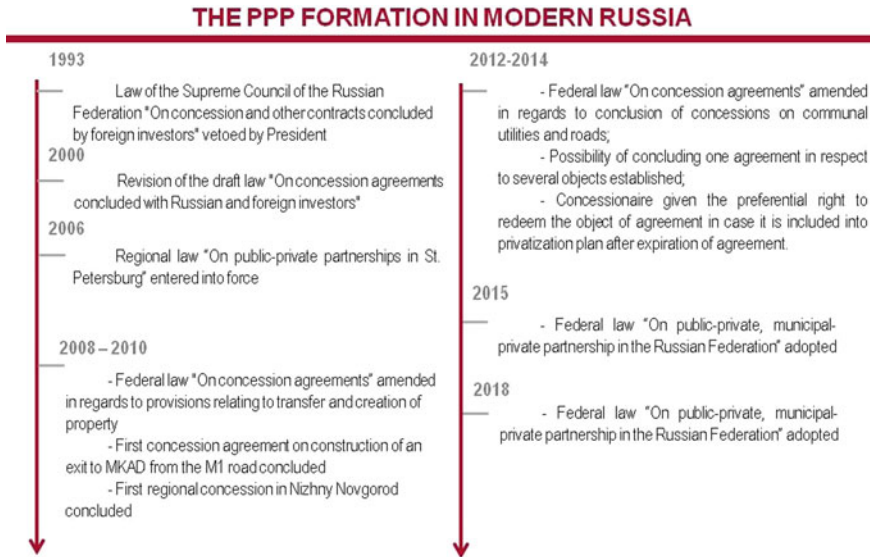 THE PPP FORMATION IN MODERN RUSSIA
1993
Law of the Supreme Council of the Russian
Federation "On concession and other contracts concluded
by foreign investors" vetoed by President
2000
Revision of the draft law "On concession agreements
concluded with Russian and foreign investors"
2006
Regional law "On public-private partnerships in St.
Petersburg" entered into force
2008 – 2010
- Federal law "On concession agreements" amended
in regards to provisions relating to transfer and creation of
property
- First concession agreement on construction of an
exit to MKAD from the M1 road concluded
- First regional concession in Nizhny Novgorod
concluded
2012-2014
- Federal law "On concession agreements" amended
in regards to conclusion of concessions on communal
utilities and roads;
- Possibility of concluding one agreement in respect
to several objects established;
- Concessionaire given the preferential right to
redeem the object of agreement in case it is included into
privatization plan after expiration of agreement.
2015
- Federal law "On public-private, municipal-
private partnership in the Russian Federation" adopted
2018
- Federal law "On public-private, municipal-
private partnership in the Russian Federation" adopted